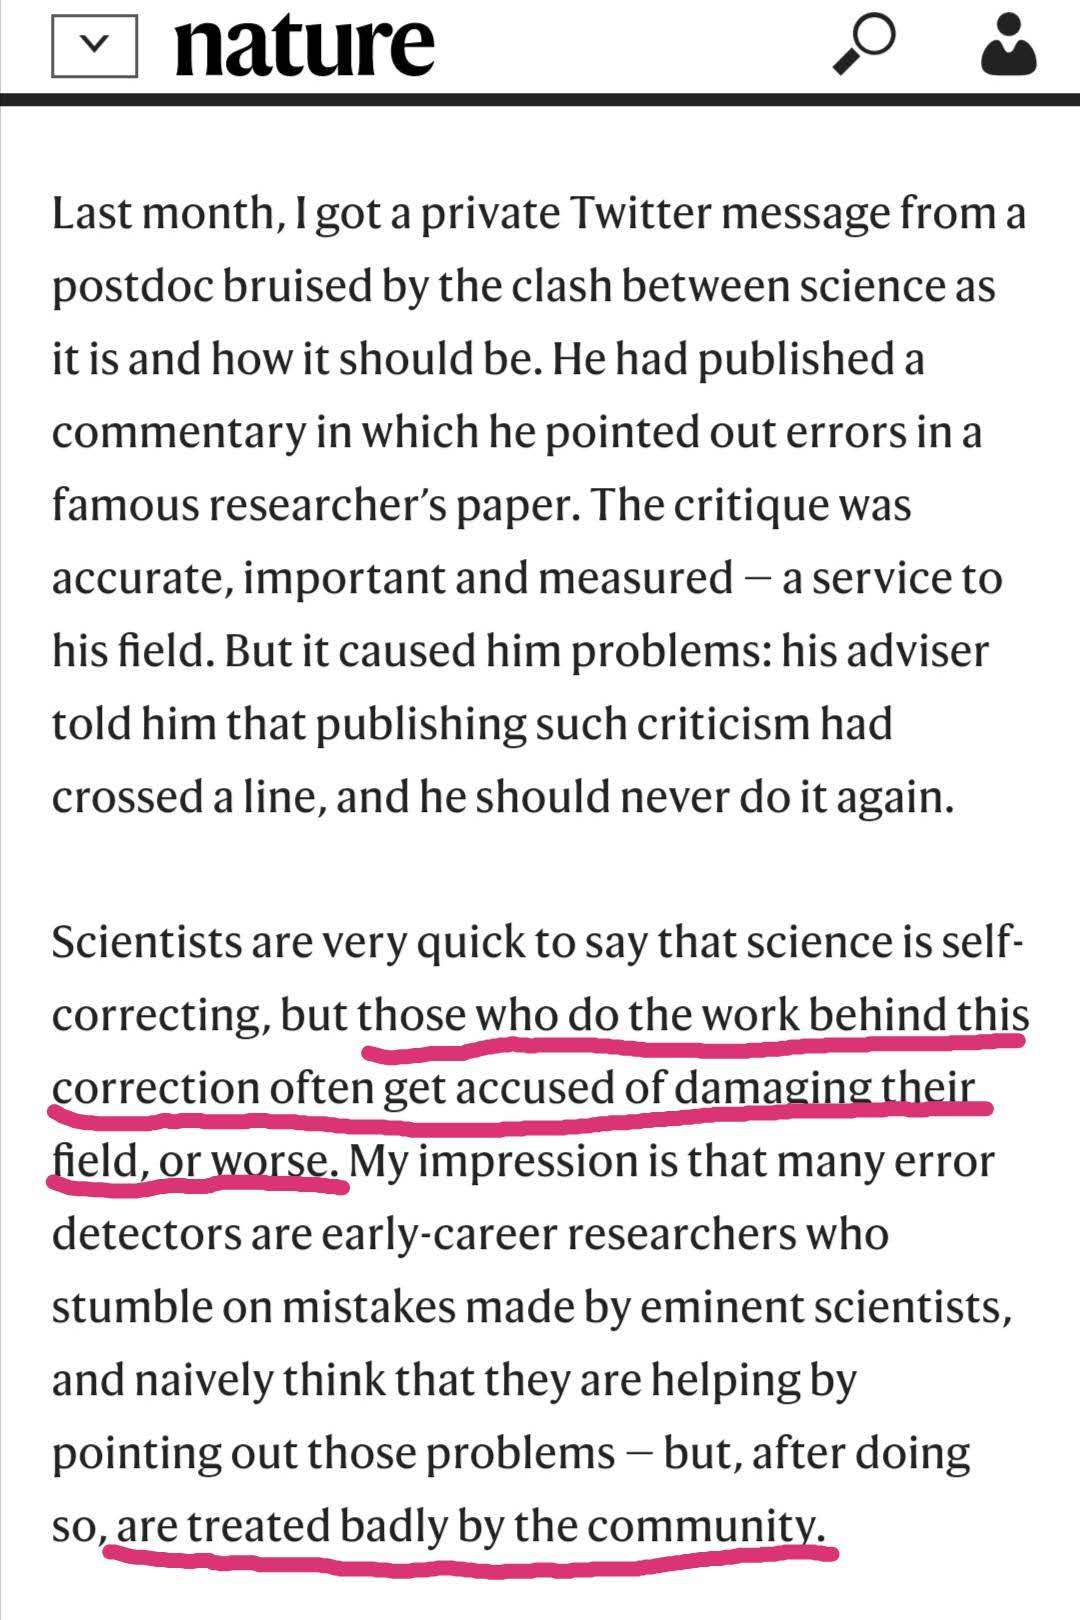 nature
Last month, I got a private Twitter message from a
postdoc bruised by the clash between science as
it is and how it should be. He had published a
commentary in which he pointed out errors in a
famous researcher’s paper. The critique was
accurate, important and measured — a service to
his field. But it caused him problems: his adviser
told him that publishing such criticism had
crossed a line, and he should never do it again.
Scientists are very quick to say that science is self-
correcting, but those who do the work behind this
correction often get accused of damaging their
field, or worse. My impression is that many error
detectors are early-career researchers who
stumble on mistakes made by eminent scientists,
and naively think that they are helping by
pointing out those problems — but, after doing
so, are treated badly by the community.